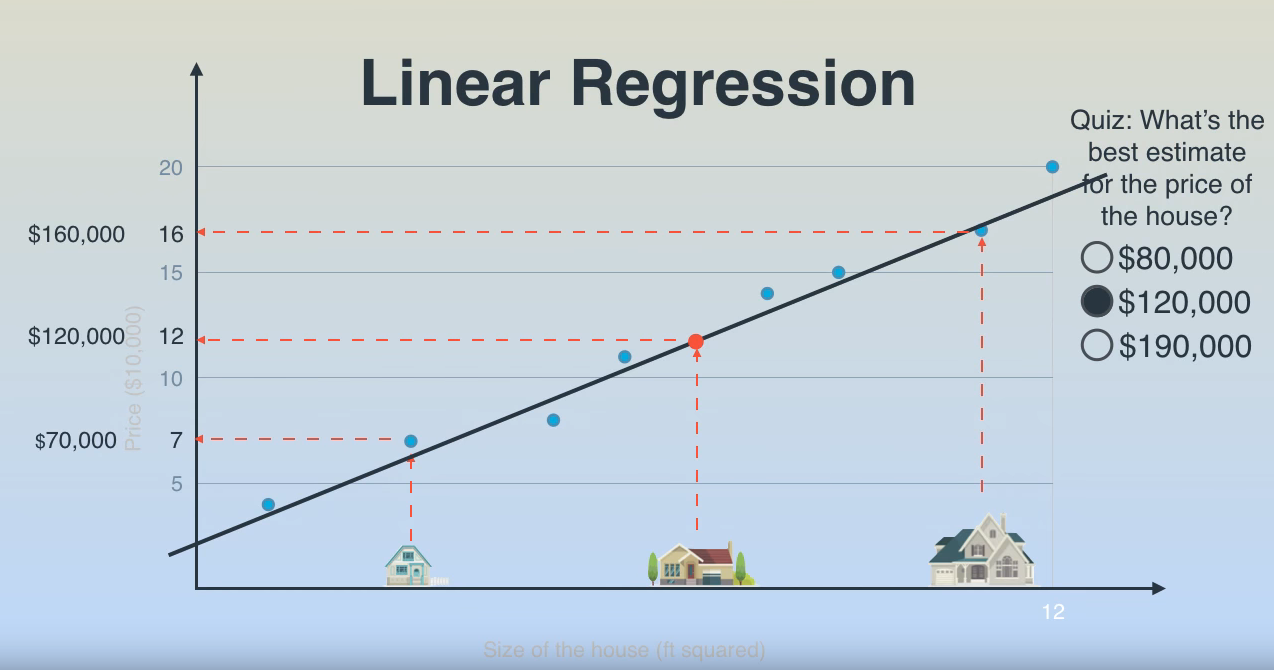 Linear Regression
Quiz: What's the
best estimate
for the price of
the house?
$80,000
$120,000
$190,000
20
$160,000 16
15
$120,000 12
10
$70,000 7
5
Price ($10,000)
12
Size of the house (ft squared)